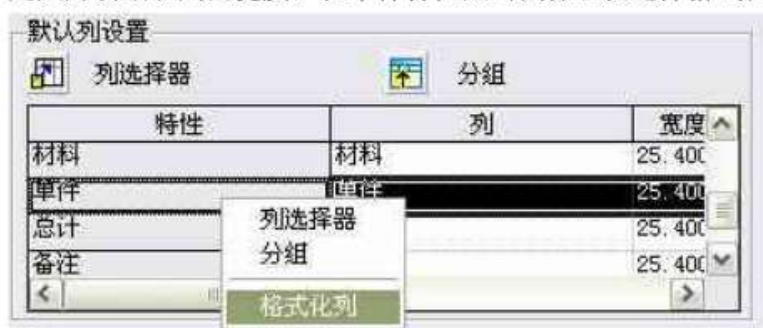 默认列设置
列选择器 分组
特性 列 宽度
材料 材料 25.400
单件 单件 25.400
列选择器
总计 25.400
分组
备注 25.400
格式化列